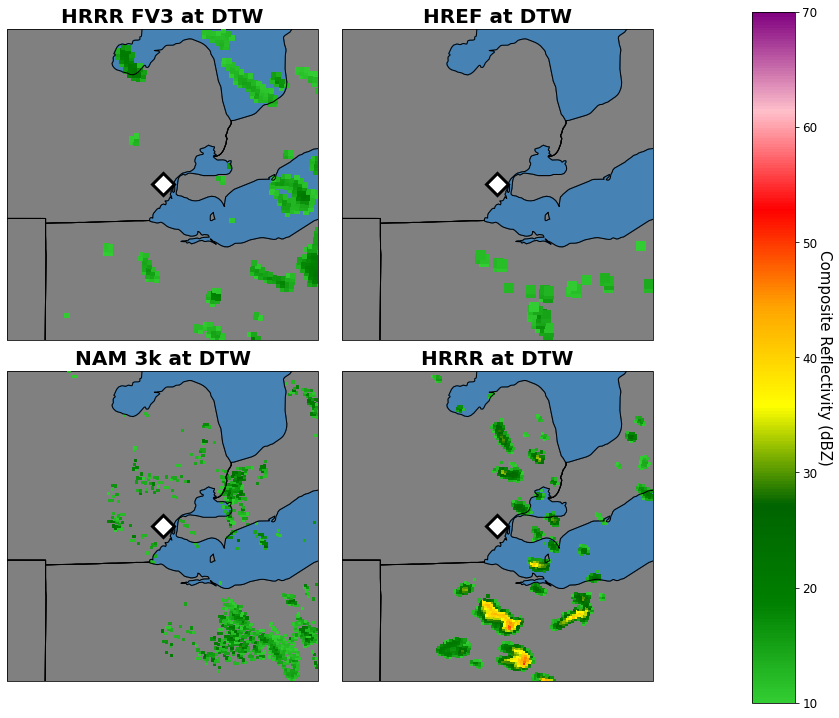 HRRR FV3 at DTW
HREF at DTW
NAM 3k at DTW
HRRR at DTW
70
60
50
40
30
20
10
Composite Reflectivity (dBZ)